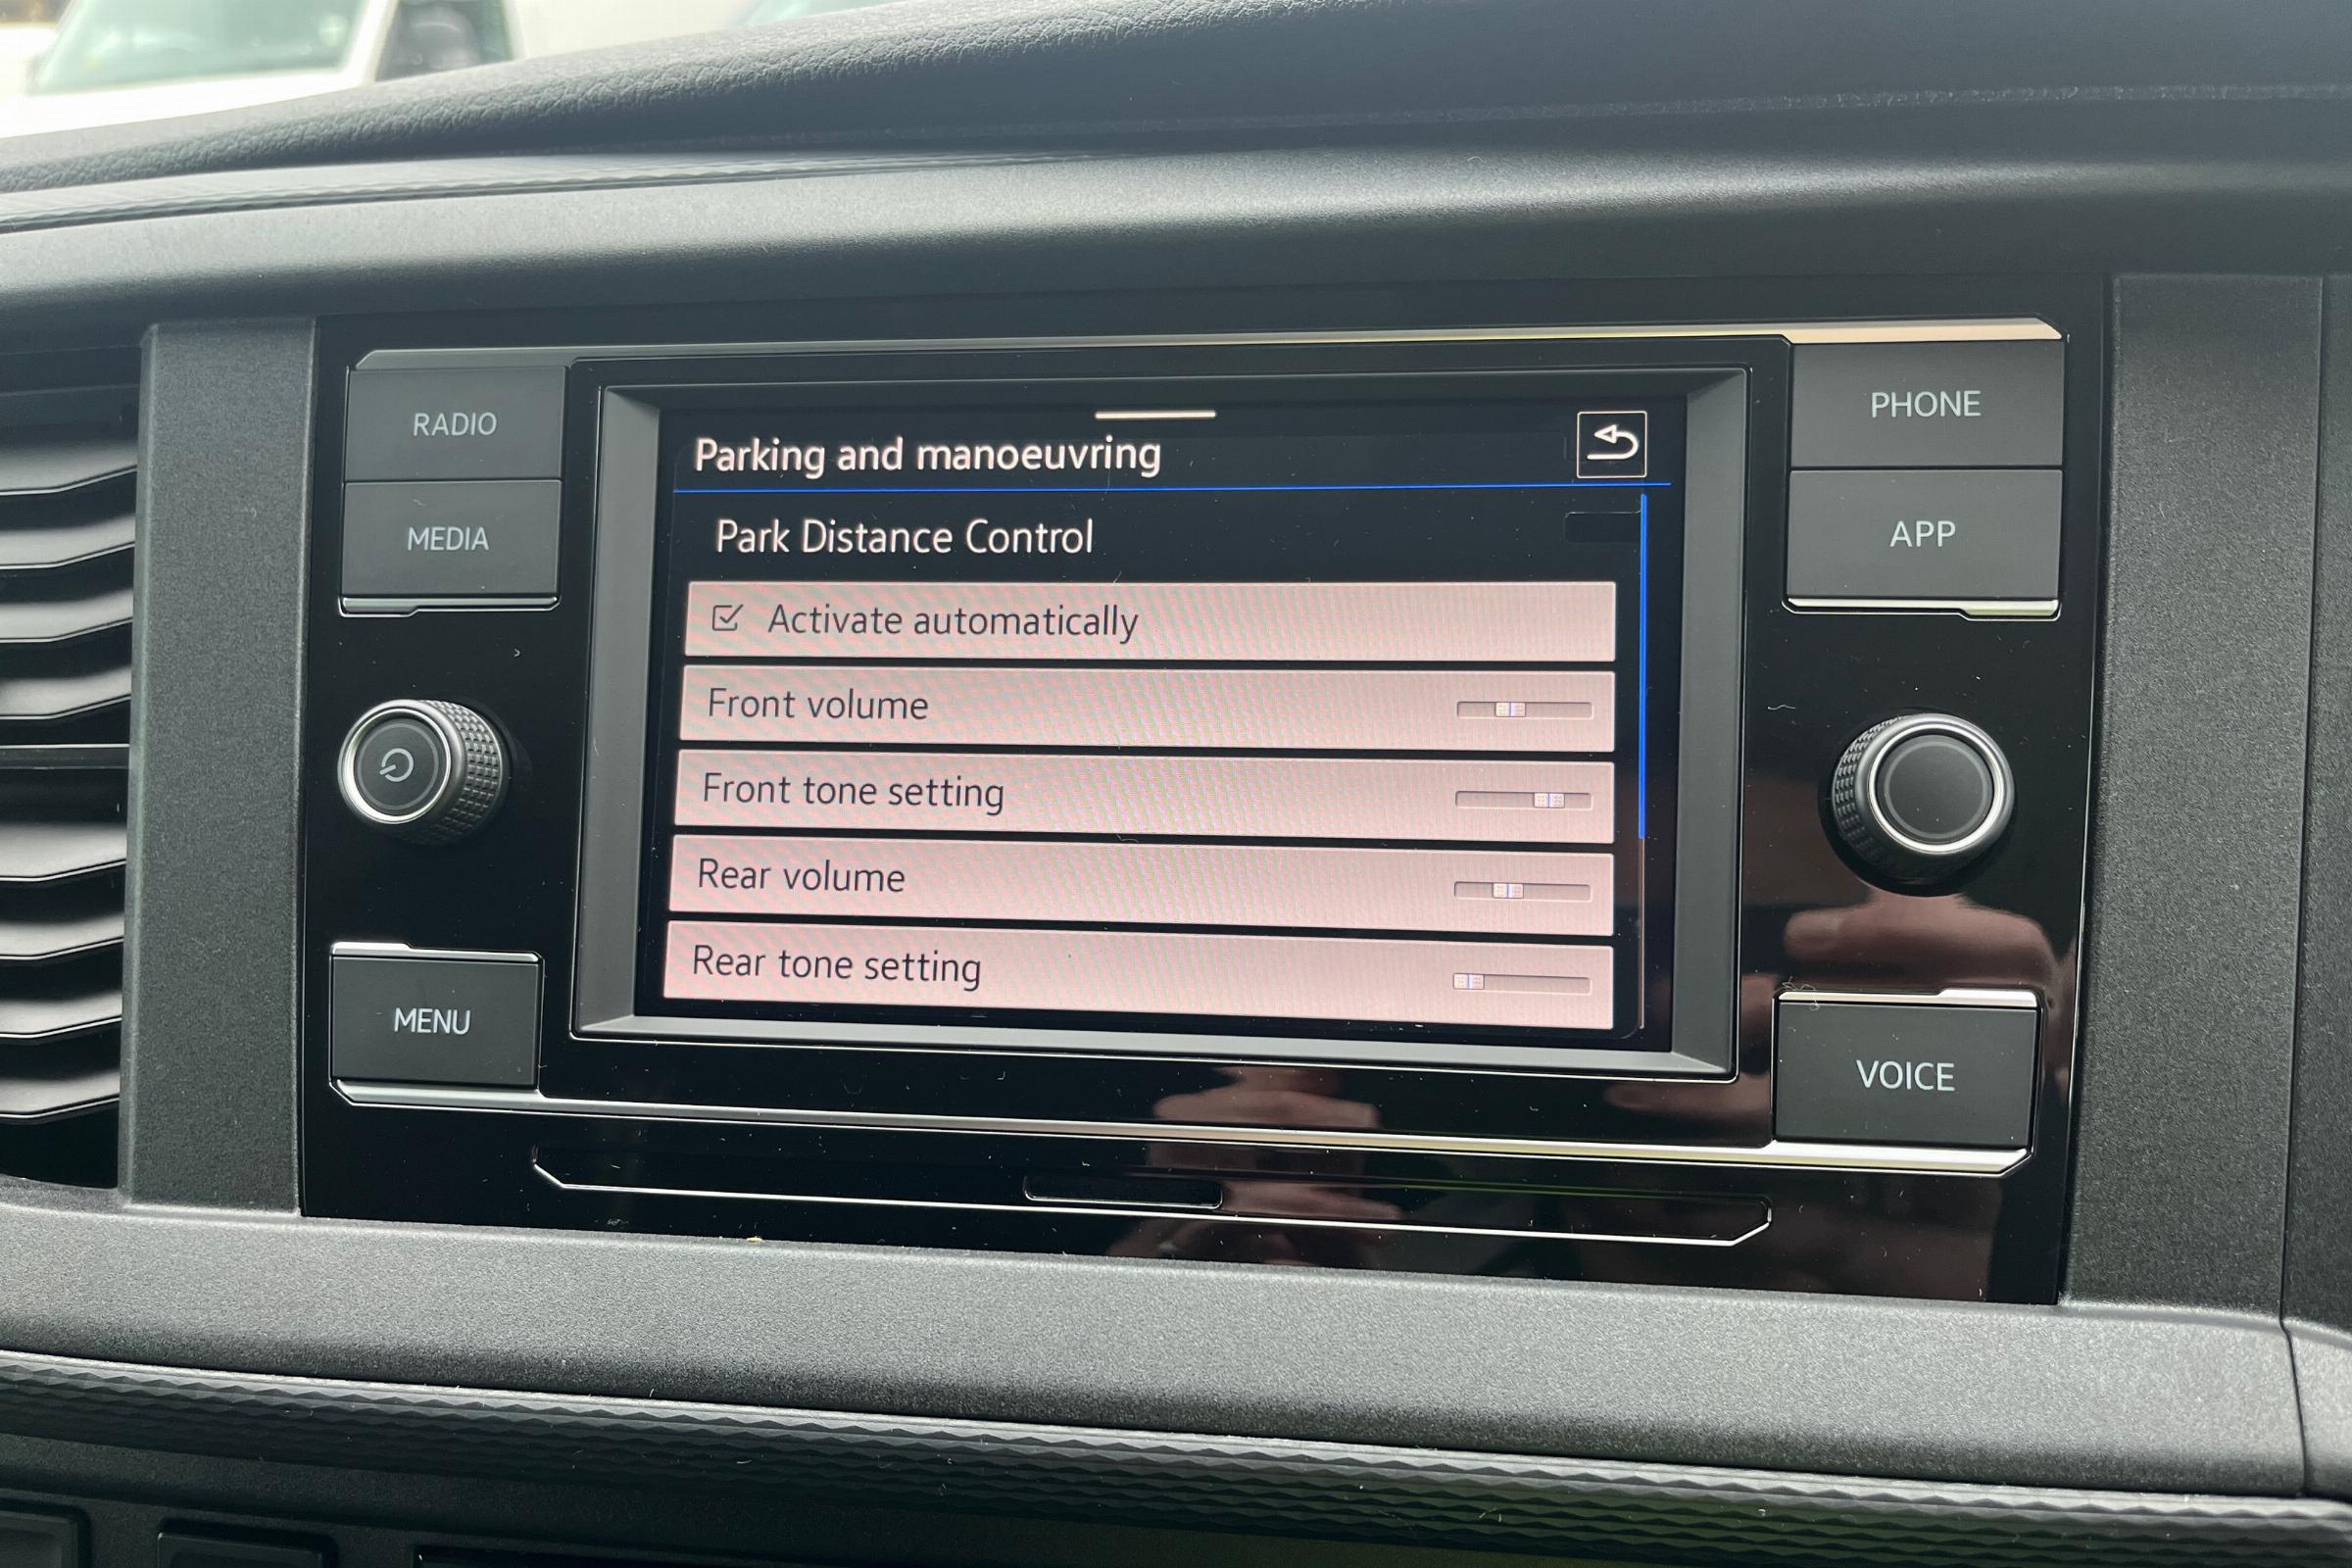 RADIO
MEDIA
MENU
Parking and manoeuvring
Park Distance Control
Activate automatically
Front volume
Front tone setting
Rear volume
Rear tone setting
PHONE
APP
VOICE